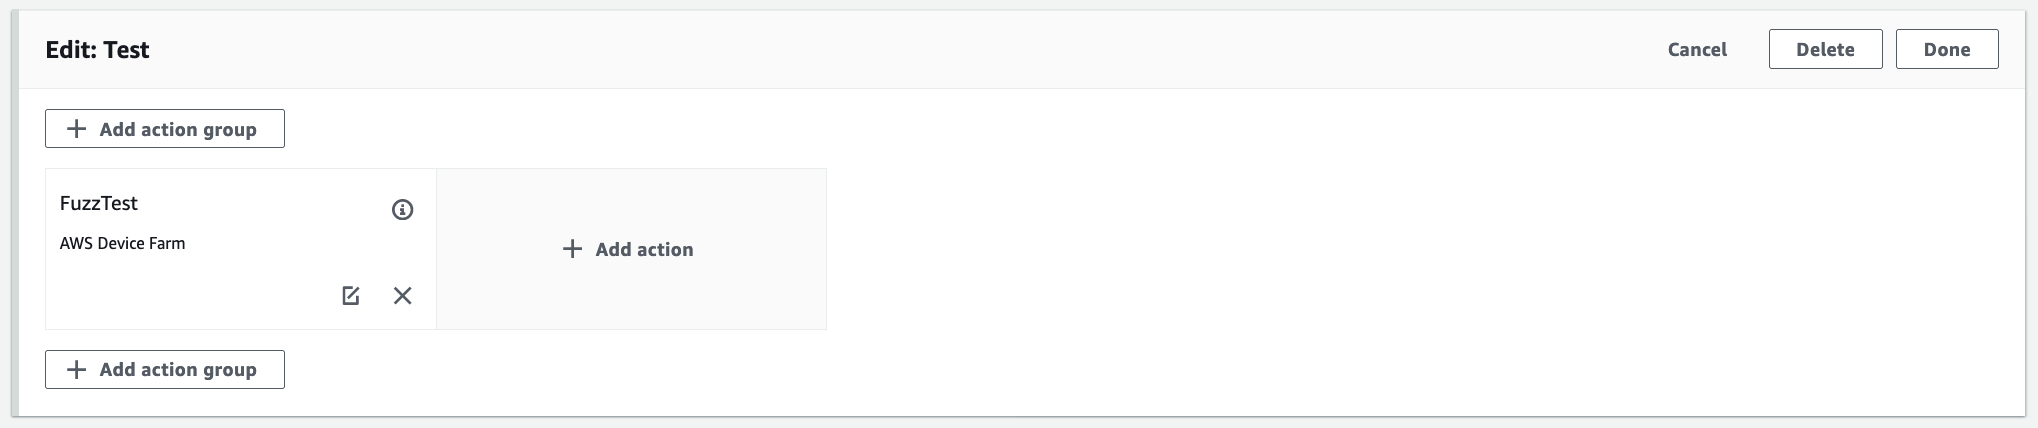 Edit: Test
Cancel
Delete
Done
Add action group
FuzzTest
AWS Device Farm
Add action
Add action group